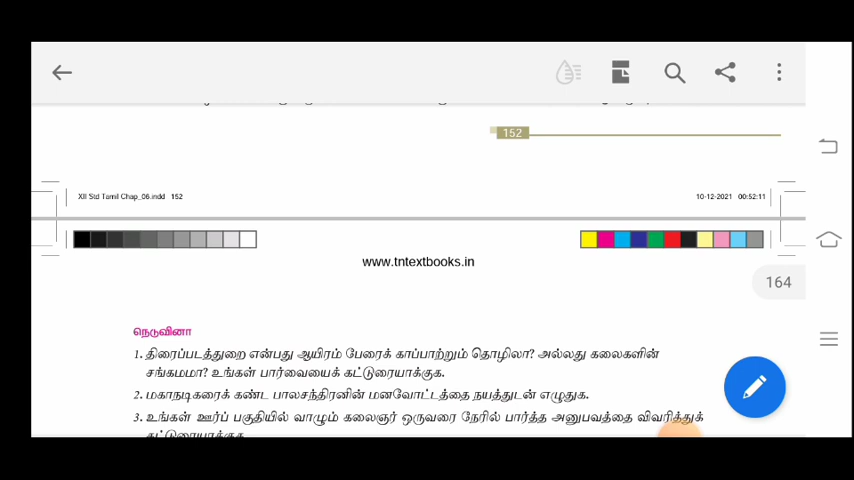 152
XII Std Tamil Chap_06.indd 152
10-12-2021 00:52:11
www.tntextbooks.in
164
நெடுவினா
1. திரைப்படத்துறை என்பது ஆயிரம் பேரைக் காப்பாற்றும் தொழிலா? அல்லது கலைகளின்
சங்கமமா? உங்கள் பார்வையைக் கட்டுரையாக்குக.
2. மகாநடிகரைக் கண்ட பாலசந்திரனின் மனவோட்டத்தை நயத்துடன் எழுதுக.
3. உங்கள் ஊர்ப் பகுதியில் வாழும் கலைஞர் ஒருவரை நேரில் பார்த்த அனுபவத்தை விவரித்துக்
கட்டுரையாக்குக